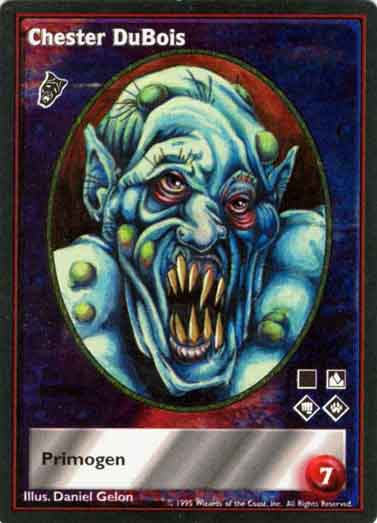 Chester DuBois
Primogen
7
Illus. Daniel Gelon
© 1995 Wizards of the Coast, Inc. All Rights Reserved.